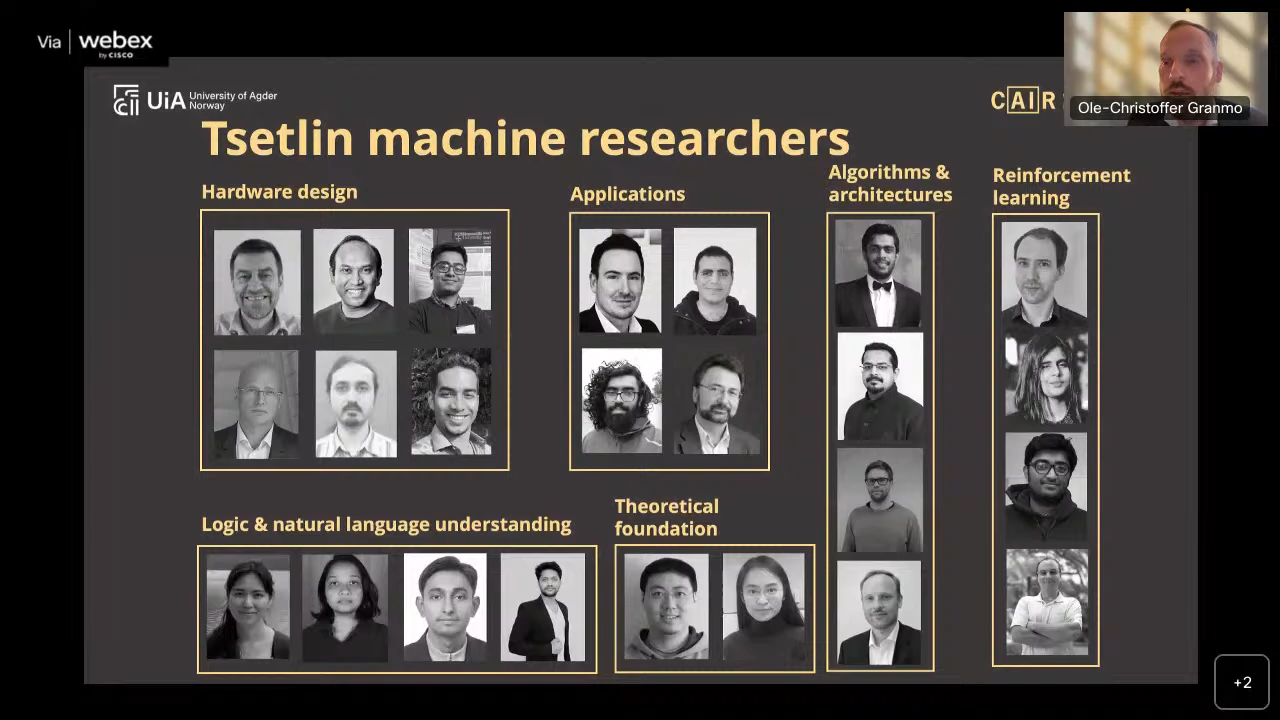 Via webex
by CISCO
UiA University of Agder
Norway
CAIR
Ole-Christoffer Granmo
Tsetlin machine researchers
Hardware design
Applications
Algorithms &
architectures
Reinforcement
learning
Logic & natural language understanding
Theoretical
foundation
+2